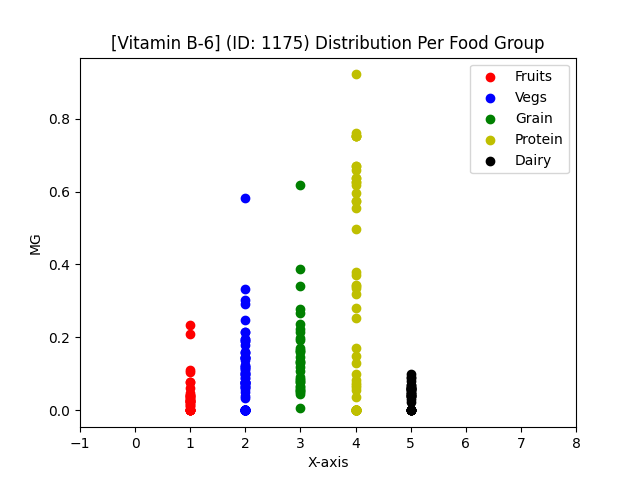 [Vitamin B-6] (ID: 1175) Distribution Per Food Group
Fruits
Vegs
Grain
Protein
Dairy
MG
0.8
0.6
0.4
0.2
0.0
−1 0 1 2 3 4 5 6 7 8
X-axis